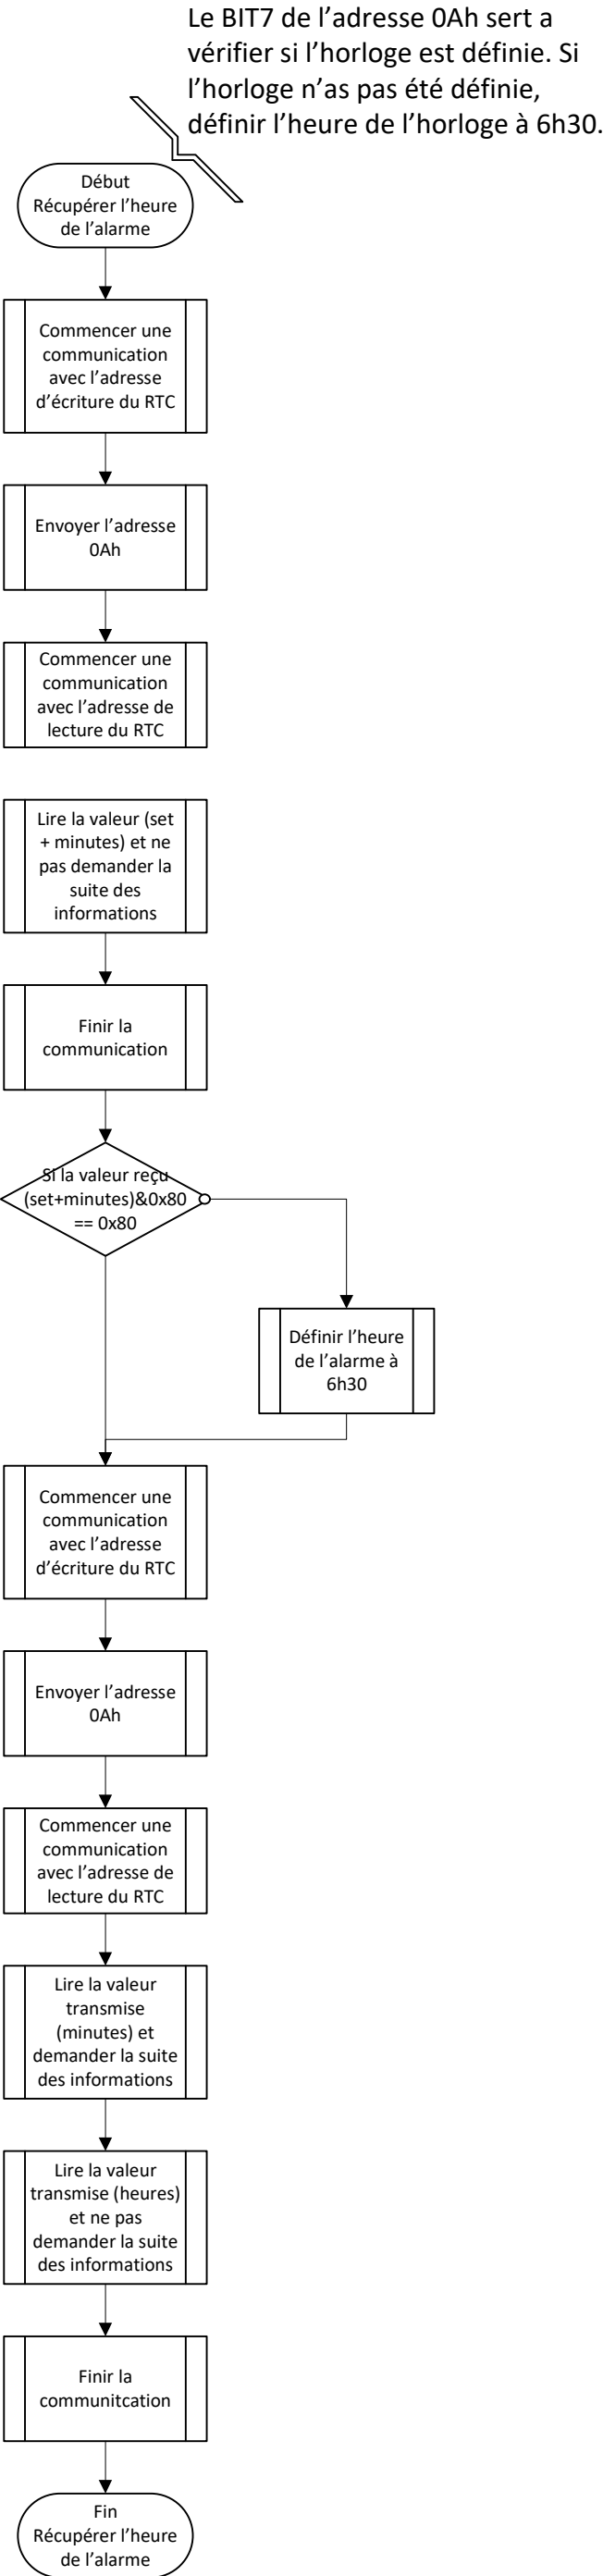 Le BIT7 de l’adresse 0Ah sert a
vérifier si l’horloge est définie. Si
l’horloge n’as pas été définie,
définir l’heure de l’horloge à 6h30.
Début
Récupérer l’heure
de l’alarme
Commencer une
communication
avec l’adresse
d’écriture du RTC
Envoyer l’adresse
0Ah
Commencer une
communication
avec l’adresse de
lecture du RTC
Lire la valeur (set
+ minutes) et ne
pas demander la
suite des
informations
Finir la
communication
Si la valeur reçu
(set+minutes)&0x80
== 0x80
Définir l’heure
de l’alarme à
6h30
Commencer une
communication
avec l’adresse
d’écriture du RTC
Envoyer l’adresse
0Ah
Commencer une
communication
avec l’adresse de
lecture du RTC
Lire la valeur
transmise
(minutes) et
demander la suite
des informations
Lire la valeur
transmise (heures)
et ne pas
demander la suite
des informations
Finir la
communitcation
Fin
Récupérer l’heure
de l’alarme